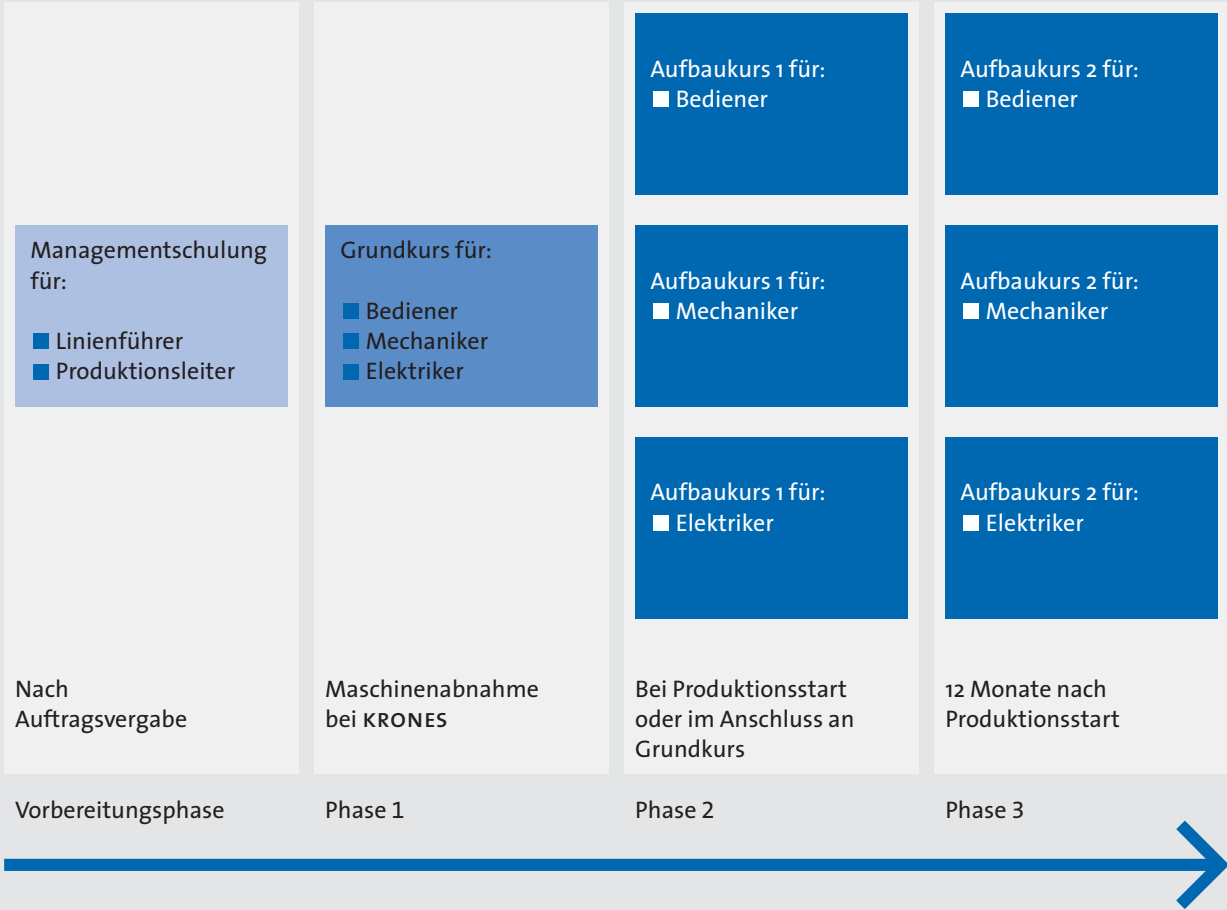 Managementschulung
für:
Linienführer
Produktionsleiter
Nach
Auftragsvergabe
Vorbereitungsphase
Grundkurs für:
Bediener
Mechaniker
Elektriker
Maschinenabnahme
bei KRONES
Phase 1
Aufbaukurs 1 für:
Bediener
Aufbaukurs 1 für:
Mechaniker
Aufbaukurs 1 für:
Elektriker
Bei Produktionsstart
oder im Anschluss an
Grundkurs
Phase 2
Aufbaukurs 2 für:
Bediener
Aufbaukurs 2 für:
Mechaniker
Aufbaukurs 2 für:
Elektriker
12 Monate nach
Produktionsstart
Phase 3